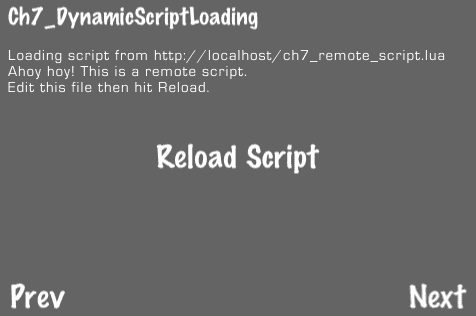 Ch7_DynamicScriptLoading
Loading script from http://localhost/ch7_remote_script.lua
Ahoy hoy! This is a remote script.
Edit this file then hit Reload.
Reload Script
Prev
Next